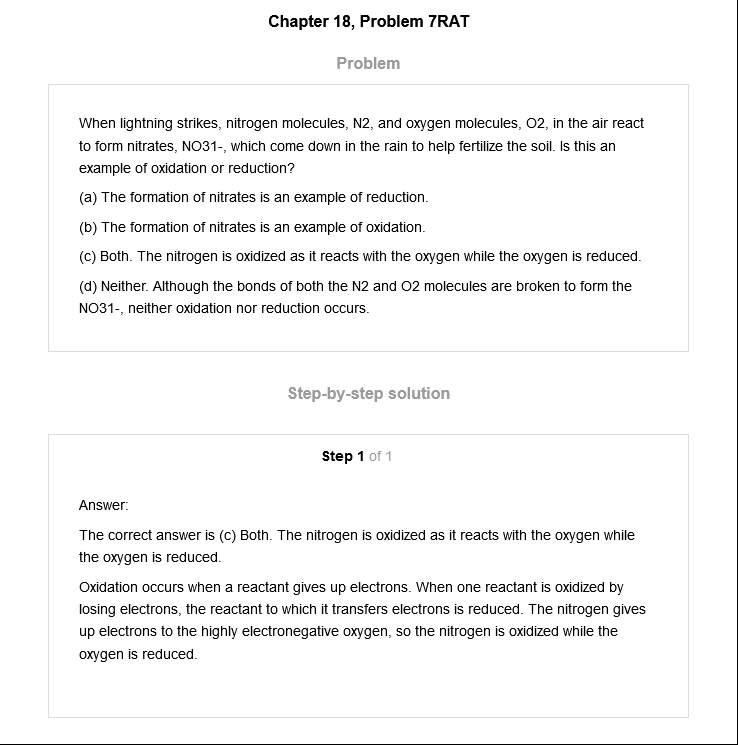 Chapter 18, Problem 7RAT
Problem
When lightning strikes, nitrogen molecules, N2, and oxygen molecules, O2, in the air react
to form nitrates, NO31-, which come down in the rain to help fertilize the soil. Is this an
example of oxidation or reduction?
(a) The formation of nitrates is an example of reduction.
(b) The formation of nitrates is an example of oxidation.
(c) Both. The nitrogen is oxidized as it reacts with the oxygen while the oxygen is reduced.
(d) Neither. Although the bonds of both the N2 and O2 molecules are broken to form the
NO31-, neither oxidation nor reduction occurs.
Step-by-step solution
Step 1 of 1
Answer:
The correct answer is (c) Both. The nitrogen is oxidized as it reacts with the oxygen while
the oxygen is reduced.
Oxidation occurs when a reactant gives up electrons. When one reactant is oxidized by
losing electrons, the reactant to which it transfers electrons is reduced. The nitrogen gives
up electrons to the highly electronegative oxygen, so the nitrogen is oxidized while the
oxygen is reduced.